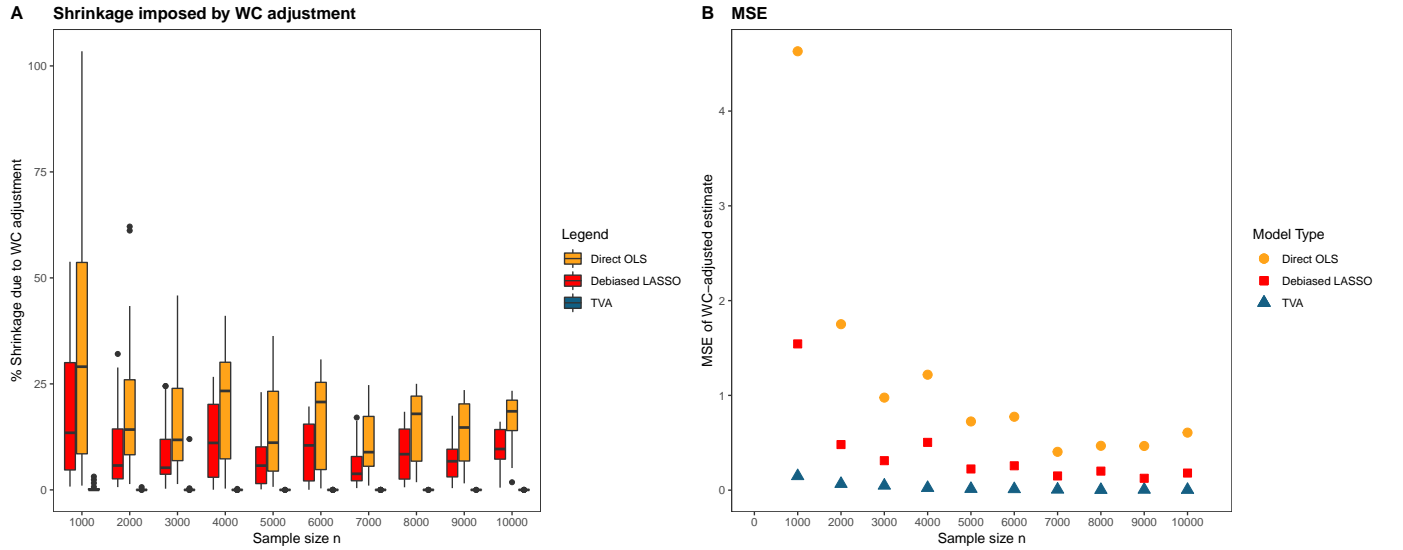 A Shrinkage imposed by WC adjustment
% Shrinkage due to WC adjustment
100
75
50
25
0
1000 2000 3000 4000 5000 6000 7000 8000 9000 10000
Sample size n
Legend
Direct OLS
Debiased LASSO
TVA
B MSE
MSE of WC−adjusted estimate
4
3
2
1
0
0 1000 2000 3000 4000 5000 6000 7000 8000 9000 10000
Sample size n
Model Type
Direct OLS
Debiased LASSO
TVA